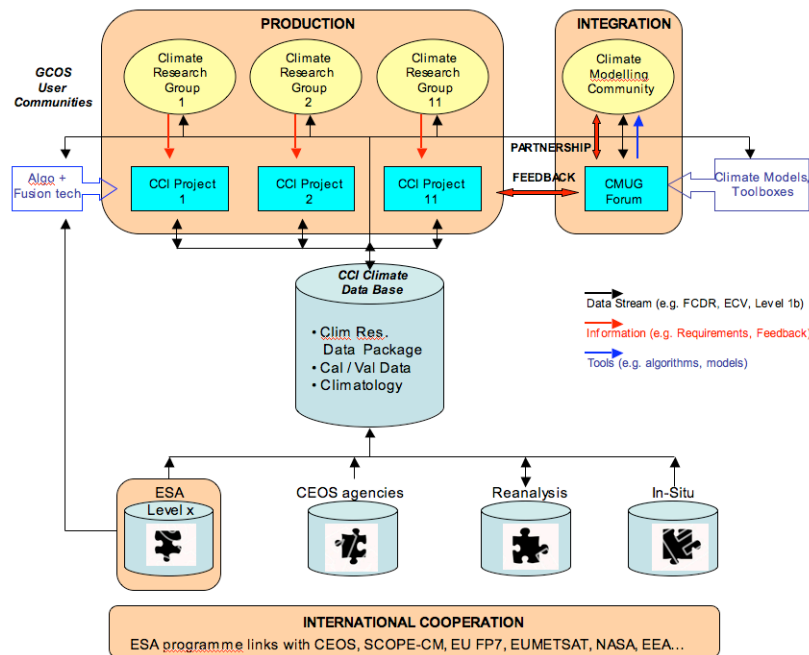 PRODUCTION
INTEGRATION
GCOS
User
Communities
Climate
Research
Group
1
Climate
Research
Group
2
Climate
Research
Group
11
Climate
Modelling
Community
PARTNERSHIP
FEEDBACK
Algo +
Fusion tech
CCI Project
1
CCI Project
2
CCI Project
11
CMUG
Forum
Climate Models,
Toolboxes
CCI Climate
Data Base
• Clim Res.
Data Package
• Cal / Val Data
• Climatology
Data Stream (e.g. FCDR, ECV, Level 1b)
Information (e.g. Requirements, Feedback)
Tools (e.g. algorithms, models)
ESA
Level x
CEOS agencies
Reanalysis
In-Situ
INTERNATIONAL COOPERATION
ESA programme links with CEOS, SCOPE-CM, EU FP7, EUMETSAT, NASA, EEA...